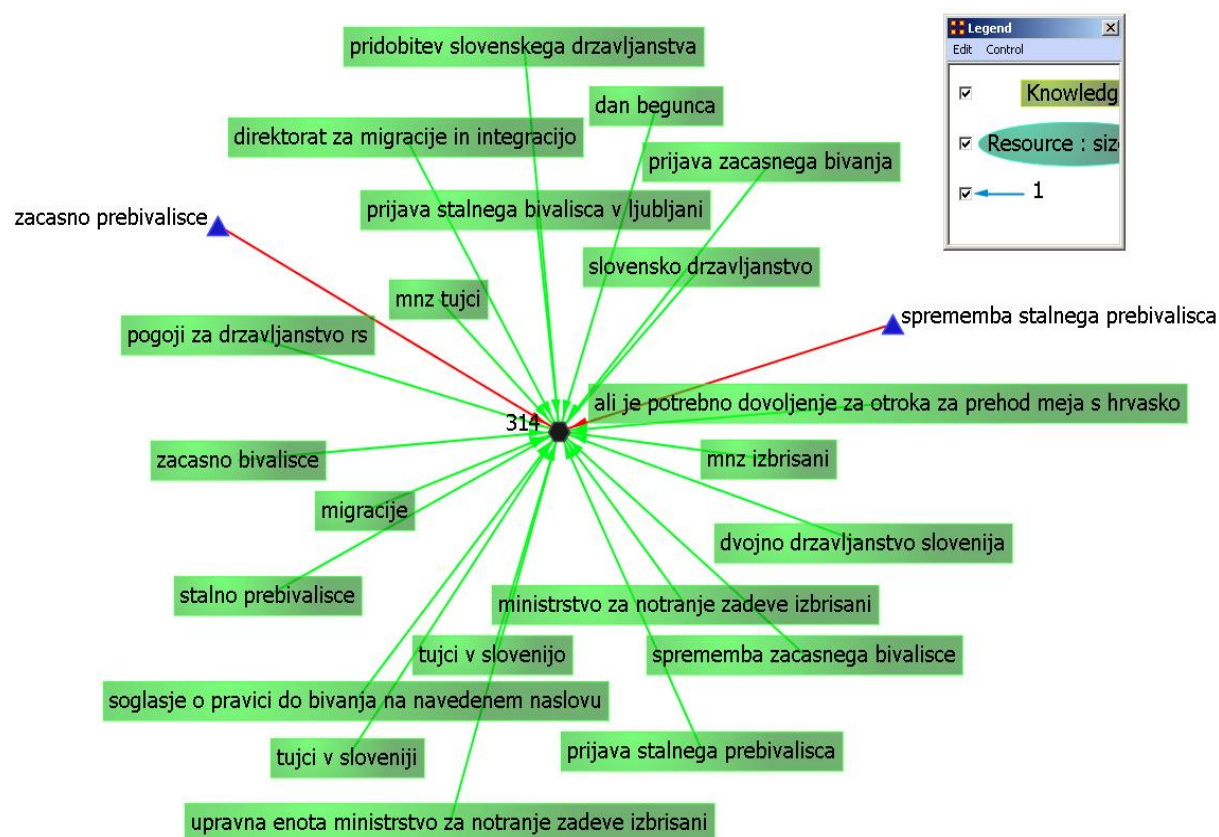 pridobitev slovenskega drzavljanstva
Legend
Edit Control
Knowledg
Resource : siz
1
dan begunca
direktorat za migracije in integracijo
prijava zacasnega bivanja
prijava stalnega bivalisca v ljubljani
zacasno prebivalisce
slovensko drzavljanstvo
mnz tujci
sprememba stalnega prebivalisca
pogoji za drzavljanstvo rs
ali je potrebno dovoljenje za otroka za prehod meja s hrvasko
314
zacasno bivalisce
mnz izbrisani
migracije
dvojno drzavljanstvo slovenija
stalno prebivalisce
ministrstvo za notranje zadeve izbrisani
tujci v slovenijo
sprememba zacasnega bivalisce
soglasje o pravici do bivanja na navedenem naslovu
tujci v sloveniji
prijava stalnega prebivalisca
upravna enota ministrstvo za notranje zadeve izbrisani